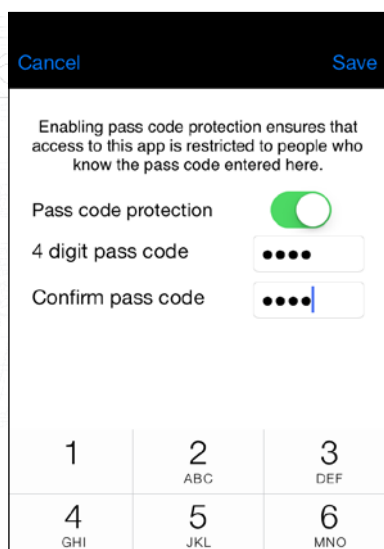 Cancel Save
Enabling pass code protection ensures that
access to this app is restricted to people who
know the pass code entered here.
Pass code protection
4 digit pass code ••••
Confirm pass code ••••
1 2 3
ABC DEF
4 5 6
GHI JKL MNO